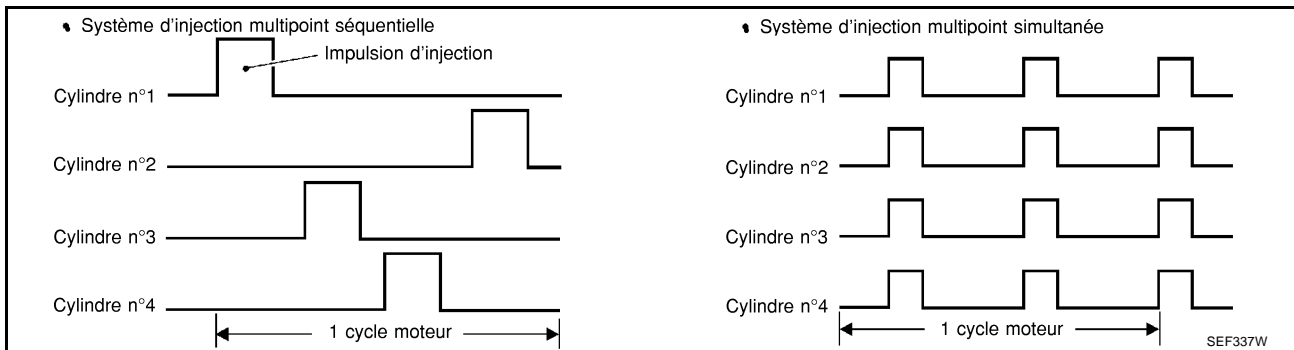 • Système d'injection multipoint séquentielle
Impulsion d'injection
Cylindre n°1
Cylindre n°2
Cylindre n°3
Cylindre n°4
1 cycle moteur
• Système d'injection multipoint simultanée
Cylindre n°1
Cylindre n°2
Cylindre n°3
Cylindre n°4
1 cycle moteur
SEF337W